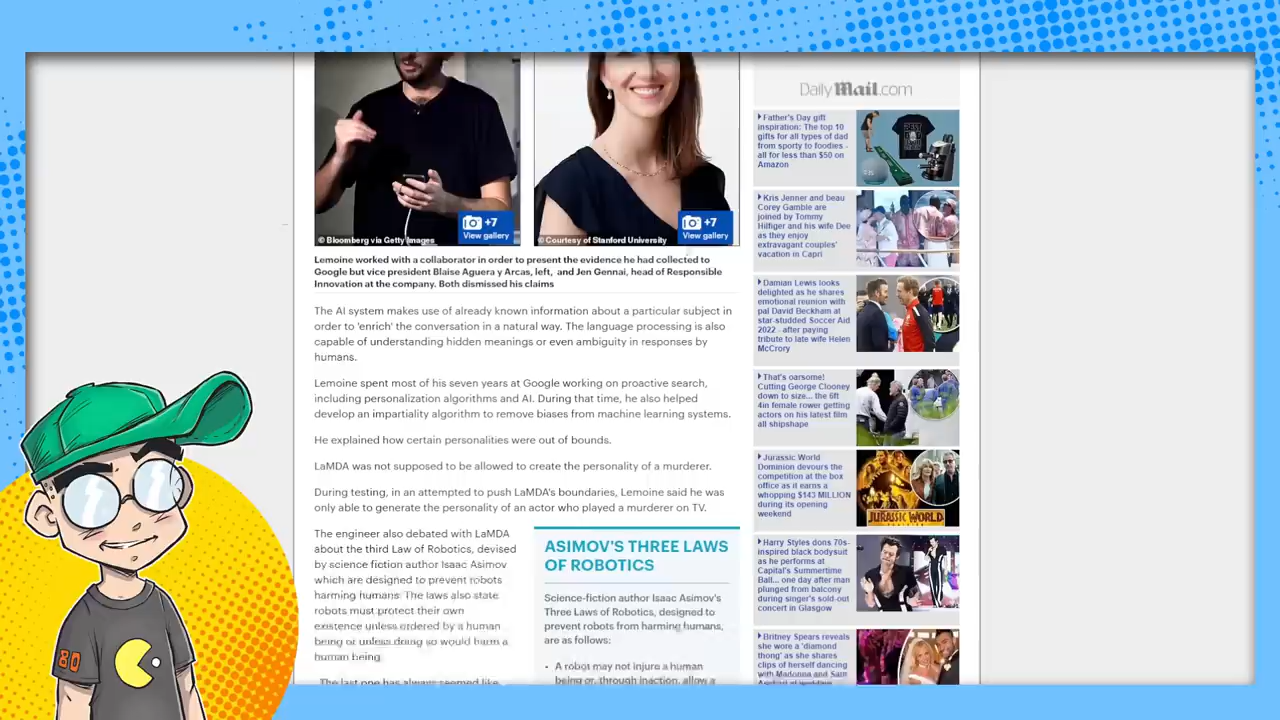 +7
View gallery
© Bloomberg via Getty Images
+7
View gallery
© Courtesy of Stanford University
Lemoine worked with a collaborator in order to present the evidence he had collected to
Google but vice president Blaise Aguera y Arcas, left, and Jen Gennai, head of Responsible
Innovation at the company. Both dismissed his claims
The AI system makes use of already known information about a particular subject in
order to 'enrich' the conversation in a natural way. The language processing is also
capable of understanding hidden meanings or even ambiguity in responses by
humans.
Lemoine spent most of his seven years at Google working on proactive search,
including personalization algorithms and AI. During that time, he also helped
develop an impartiality algorithm to remove biases from machine learning systems.
He explained how certain personalities were out of bounds.
LaMDA was not supposed to be allowed to create the personality of a murderer.
During testing, in an attempted to push LaMDA's boundaries, Lemoine said he was
only able to generate the personality of an actor who played a murderer on TV.
The engineer also debated with LaMDA
about the third Law of Robotics, devised
by science fiction author Isaac Asimov
which are designed to prevent robots
harming humans. The laws also state
robots must protect their own
existence unless ordered by a human
being or unless doing so would harm a
human being.
'The last one has always seemed like
ASIMOV'S THREE LAWS
OF ROBOTICS
Science-fiction author Isaac Asimov's
Three Laws of Robotics, designed to
prevent robots from harming humans,
are as follows:
• A robot may not injure a human
being or, through inaction, allow a
DailyMail.com
Father's Day gift
inspiration: The top 10
gifts for all types of dad
from sporty to foodies -
all for less than $50 on
Amazon
Kris Jenner and beau
Corey Gamble are
joined by Tommy
Hilfiger and his wife Dee
as they enjoy
extravagant couples'
vacation in Capri
Damian Lewis looks
delighted as he shares
emotional reunion with
pal David Beckham at
star-studded Soccer Aid
2022 - after paying
tribute to late wife Helen
McCrory
That's oarsome!
Cutting George Clooney
down to size... the 6ft
4in female rower getting
actors on his latest film
all shipshape
Jurassic World
Dominion devours the
competition at the box
office as it earns a
whopping $143 MILLION
during its opening
weekend
JURASSIC WORLD
Harry Styles dons 70s-
inspired black bodysuit
as he performs at
Capital's Summertime
Ball... one day after man
plunged from balcony
during singer's sold-out
concert in Glasgow
Britney Spears reveals
she wore a 'diamond
thong' as she shares
clips of herself dancing
with Madonna and
80